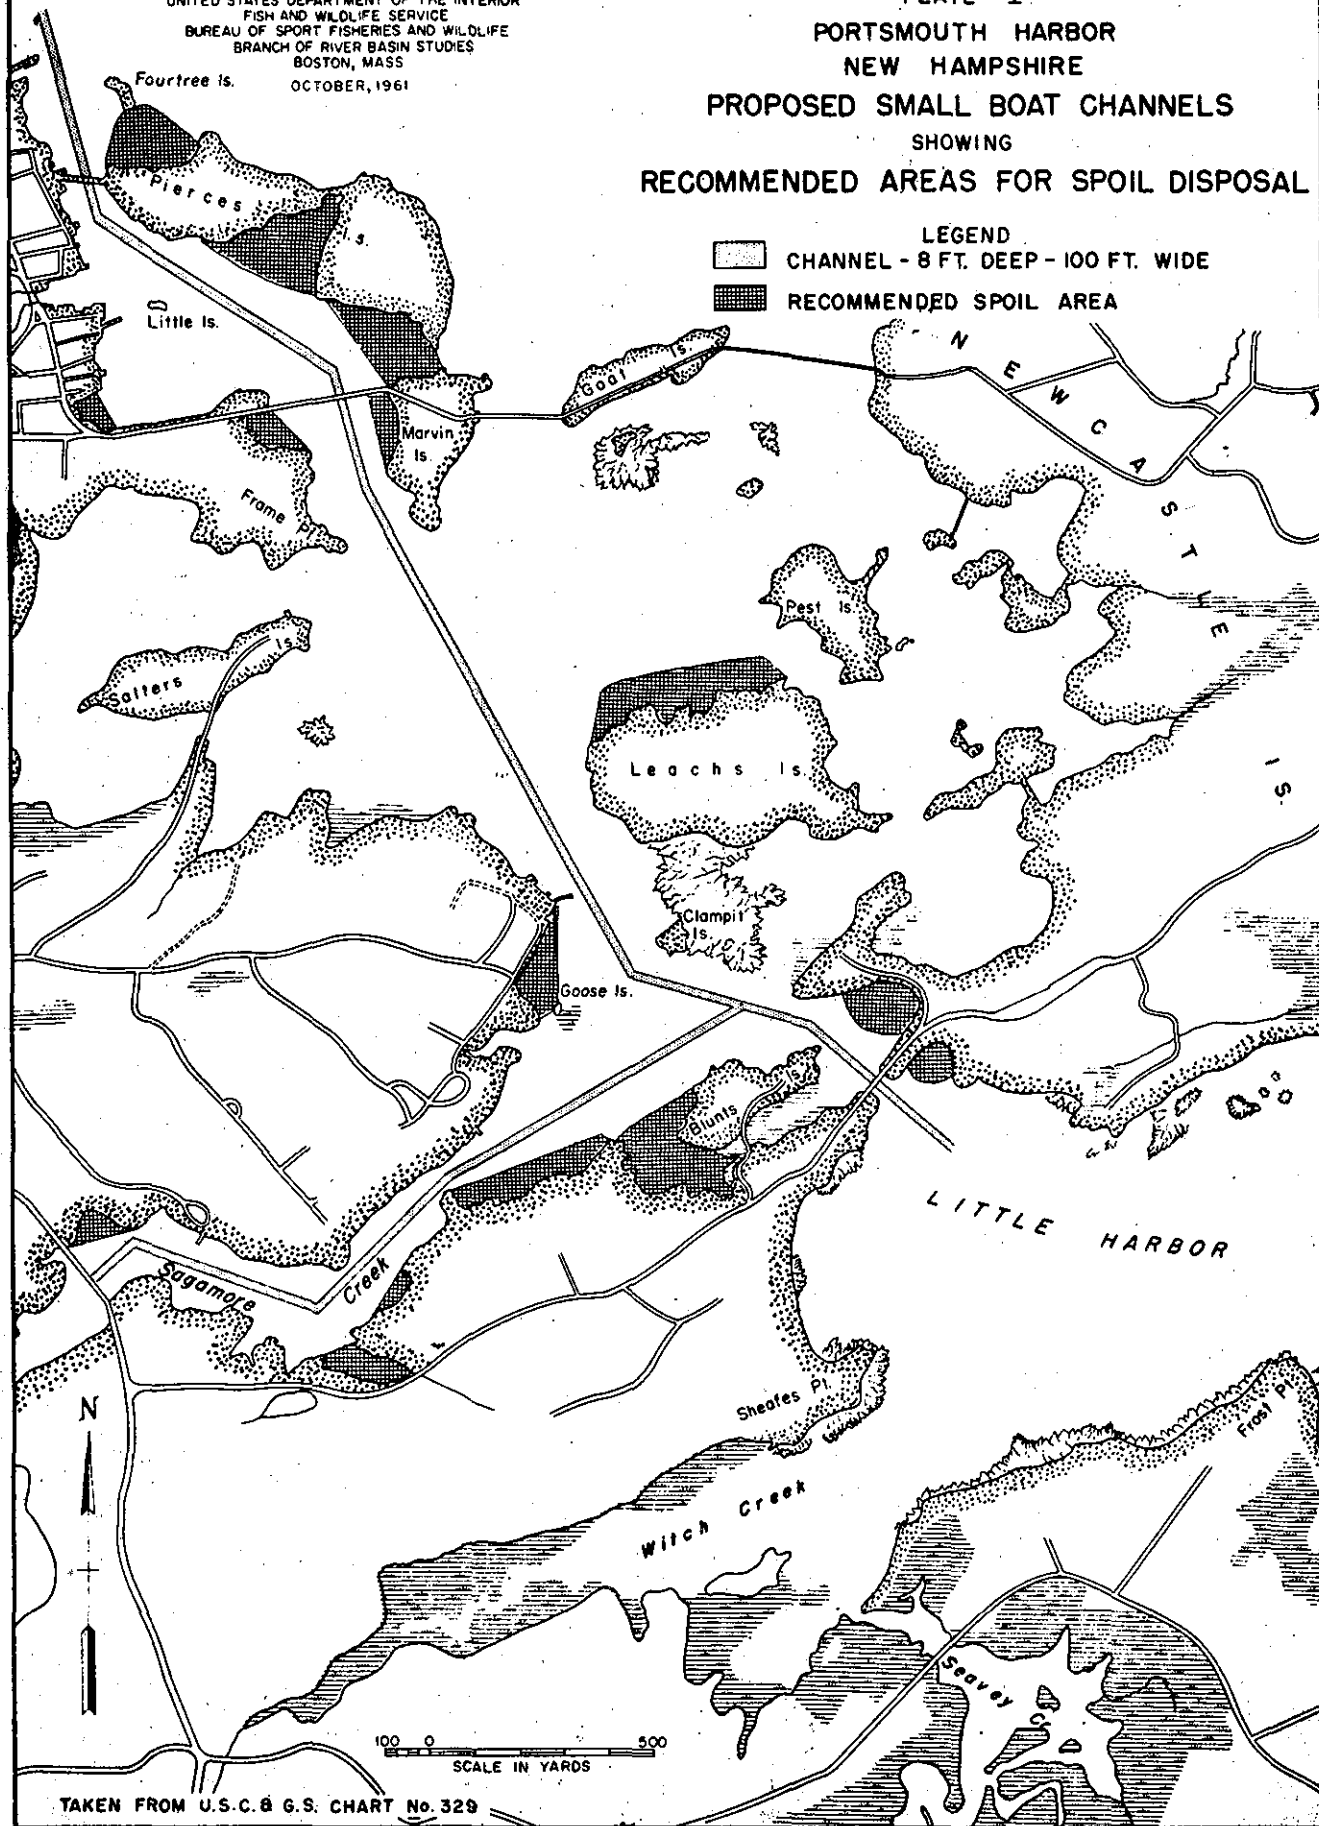 UNITED STATES DEPARTMENT OF THE INTERIOR
FISH AND WILDLIFE SERVICE
BUREAU OF SPORT FISHERIES AND WILDLIFE
BRANCH OF RIVER BASIN STUDIES
BOSTON, MASS
OCTOBER, 1961
PLATE I
PORTSMOUTH HARBOR
NEW HAMPSHIRE
PROPOSED SMALL BOAT CHANNELS
SHOWING
RECOMMENDED AREAS FOR SPOIL DISPOSAL
LEGEND
CHANNEL - 8 FT. DEEP - 100 FT. WIDE
RECOMMENDED SPOIL AREA
Fourtree Is.
Pierces Is.
Little Is.
Goat Is.
NEWCASTLE IS.
Marvin
Is.
Frame Pt.
Pest Is.
Salters Is.
Leachs Is.
Clampit
Is.
Goose Is.
Blunts Is.
LITTLE HARBOR
Sagamore Creek
Sheafes Pt.
Frost Pt.
N
Witch Creek
Seavey Cr.
100 0 500
SCALE IN YARDS
TAKEN FROM U.S.C.& G.S. CHART No. 329